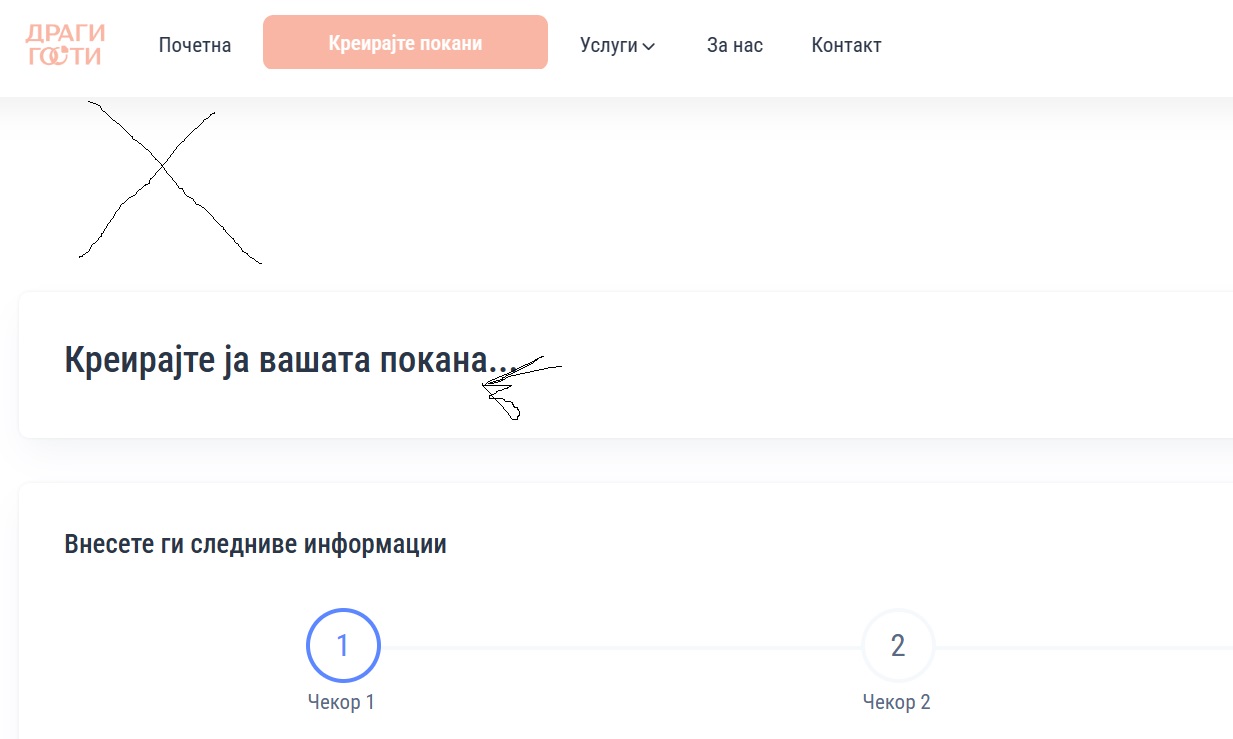 ДРАГИ
ГОСТИ
Почетна
Креирајте покани
Услуги
За нас
Контакт
Креирајте ја вашата покана...
Внесете ги следниве информации
1
2
Чекор 1
Чекор 2